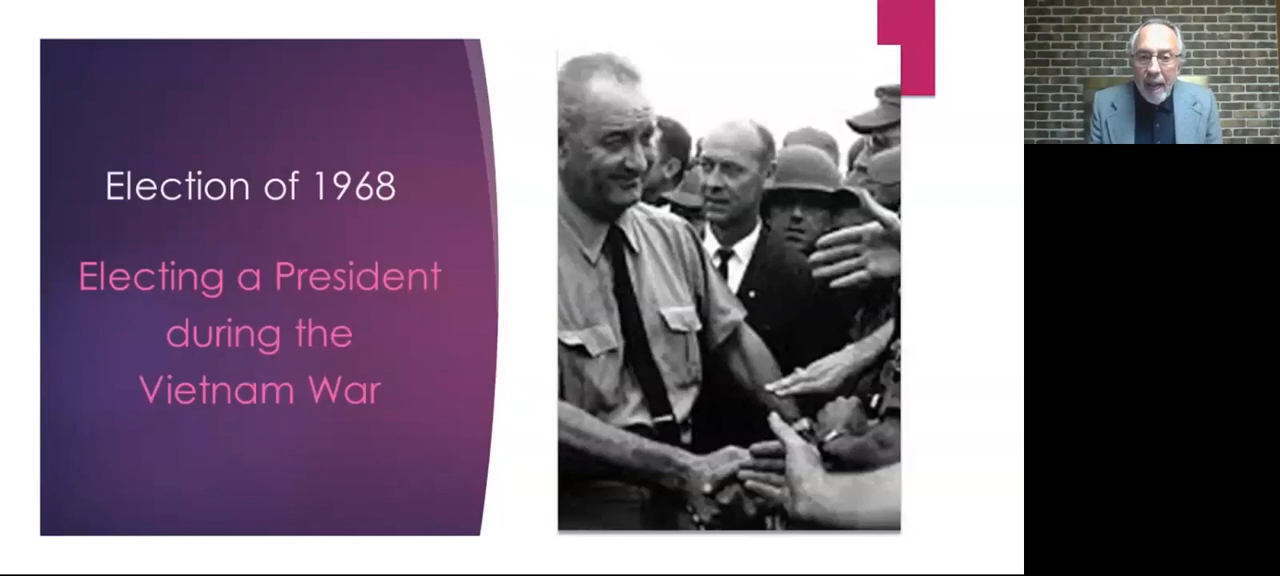 Election of 1968
Electing a President
during the
Vietnam War